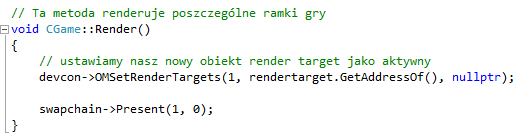 // Ta metoda renderuje poszczególne ramki gry
void CGame::Render()
{
// ustawiamy nasz nowy obiekt render target jako aktywny
devcon->OMSetRenderTargets(1, rendertarget.GetAddressOf(), nullptr);
swapchain->Present(1, 0);
}